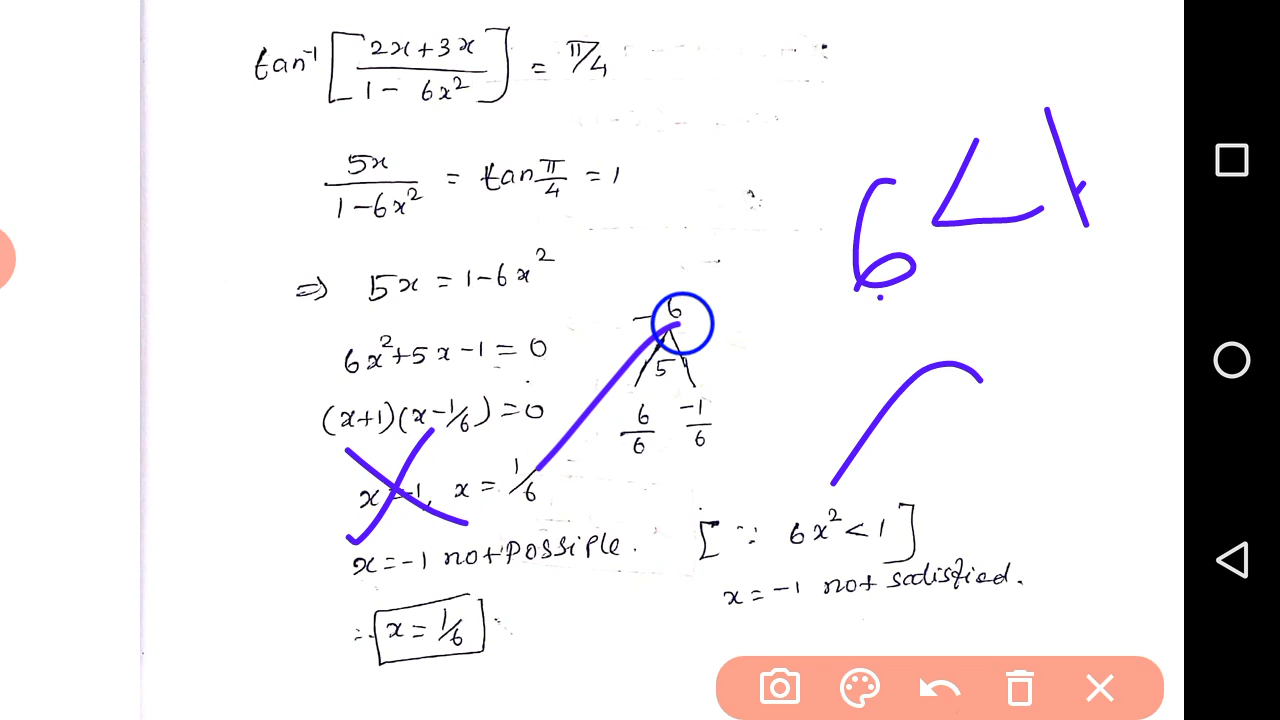 tan⁻¹ [ (2x+3x)/(1 − 6x²) ] = π/4
5x/(1−6x²) = tan π/4 = 1
⇒ 5x = 1−6x²
6x²+5x−1 = 0
(x+1)(x−1/6) = 0
x=−1, x = 1/6
x=−1 not possiple.
∴ x = 1/6
−6
5
6/6 −1/6
6 < 1
[ ∵ 6x² < 1 ]
x = −1 not satisfied.